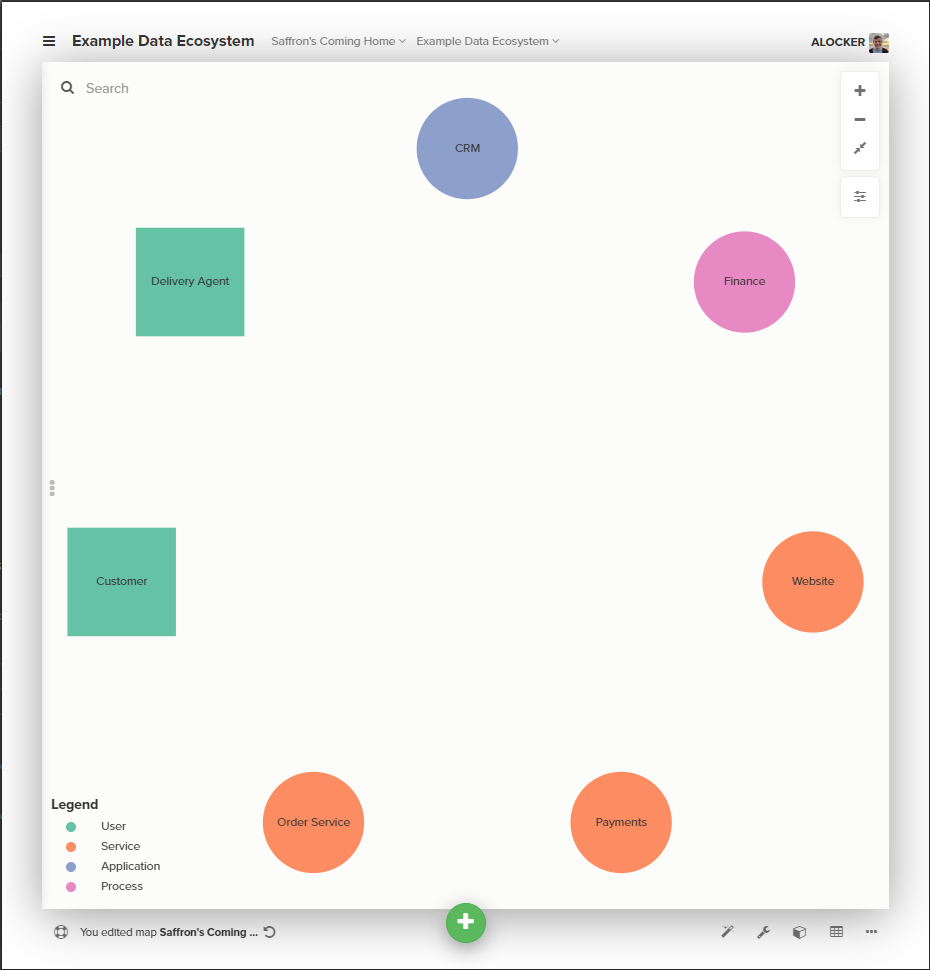 Example Data Ecosystem
Saffron's Coming Home
Example Data Ecosystem
ALOCKER
Search
CRM
Delivery Agent
Finance
Customer
Website
Order Service
Payments
Legend
User
Service
Application
Process
You edited map Saffron's Coming ...